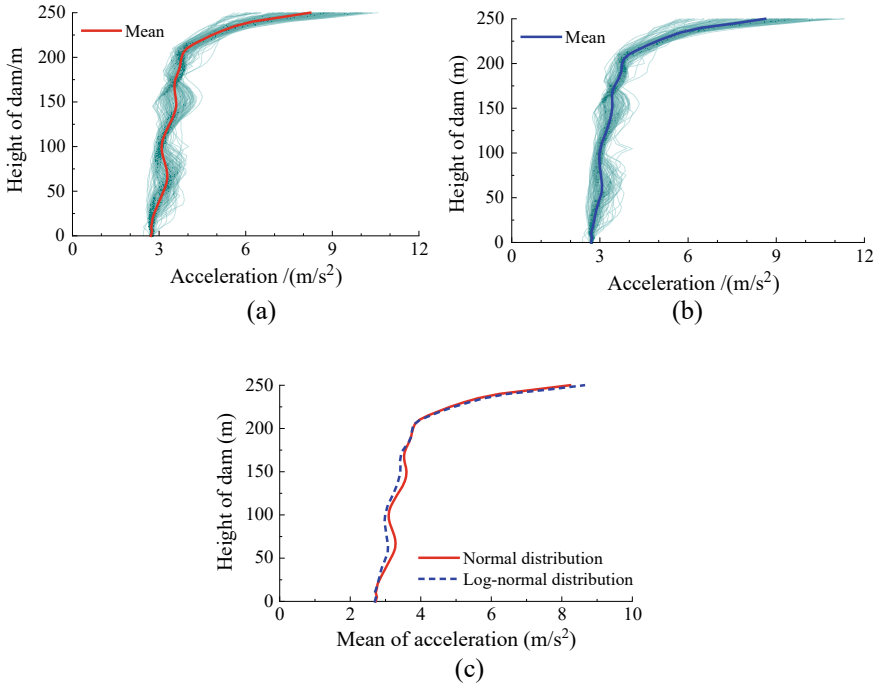 250
200
150
100
50
0
Height of dam/m
Mean
0
3
6
9
12
Acceleration /(m/s²)
(a)
250
200
150
100
50
0
Height of dam (m)
Mean
0
3
6
9
12
Acceleration /(m/s²)
(b)
250
200
150
100
50
0
Height of dam (m)
Normal distribution
Log-normal distribution
0
2
4
6
8
10
Mean of acceleration (m/s²)
(c)